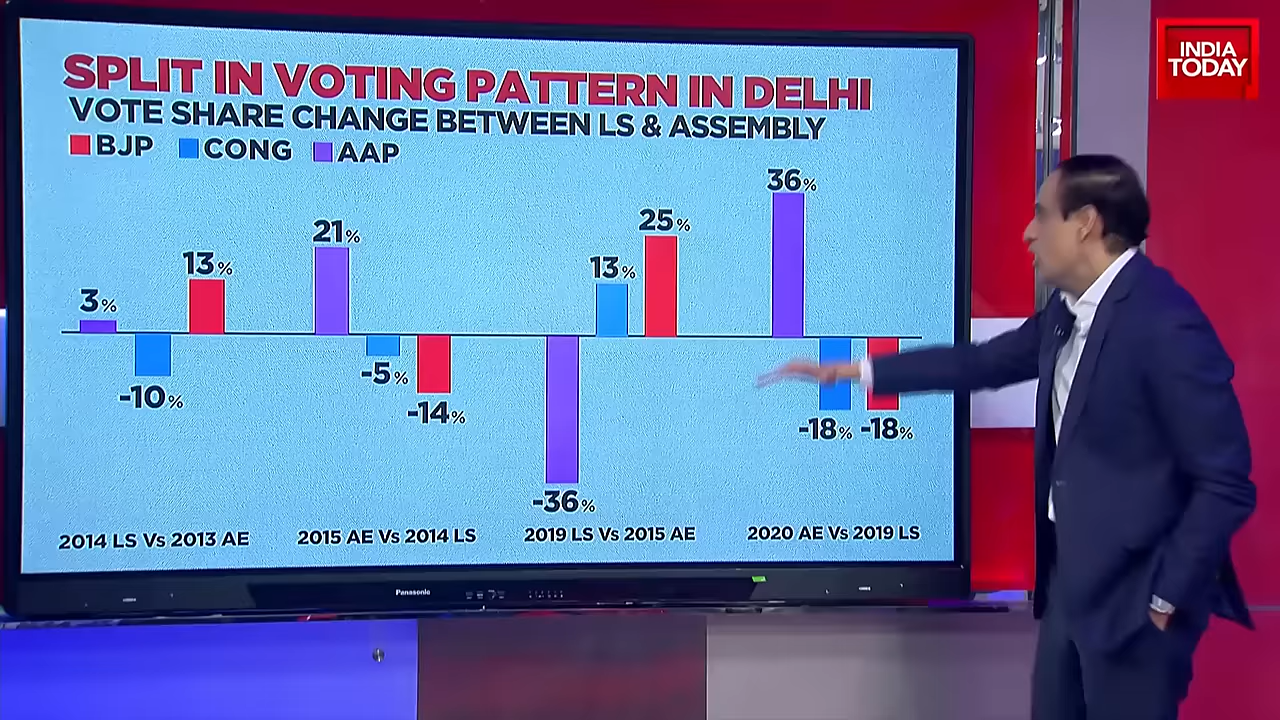 SPLIT IN VOTING PATTERN IN DELHI
VOTE SHARE CHANGE BETWEEN LS & ASSEMBLY
BJP CONG AAP
INDIA
TODAY
3%
-10%
13%
21%
-5%
-14%
-36%
13%
25%
36%
-18%
-18%
2014 LS Vs 2013 AE
2015 AE Vs 2014 LS
2019 LS Vs 2015 AE
2020 AE Vs 2019 LS
Panasonic